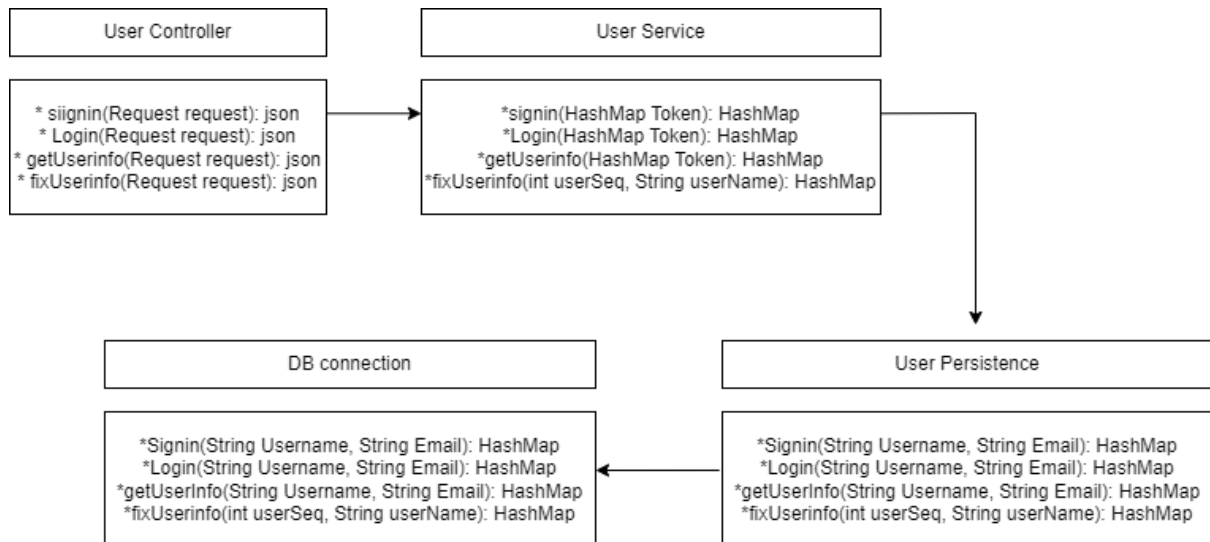 User Controller
* siignin(Request request): json
* Login(Request request): json
* getUserinfo(Request request): json
* fixUserinfo(Request request): json
User Service
*signin(HashMap Token): HashMap
*Login(HashMap Token): HashMap
*getUserinfo(HashMap Token): HashMap
*fixUserinfo(int userSeq, String userName): HashMap
DB connection
*Signin(String Username, String Email): HashMap
*Login(String Username, String Email): HashMap
*getUserInfo(String Username, String Email): HashMap
*fixUserinfo(int userSeq, String userName): HashMap
User Persistence
*Signin(String Username, String Email): HashMap
*Login(String Username, String Email): HashMap
*getUserInfo(String Username, String Email): HashMap
*fixUserinfo(int userSeq, String userName): HashMap